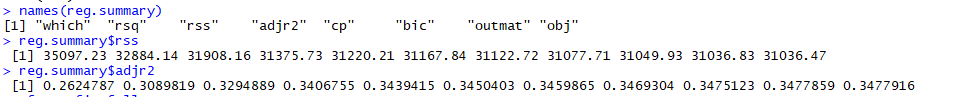 > names(reg.summary)
[1] "which" "rsq" "rss" "adjr2" "cp" "bic" "outmat" "obj"
> reg.summary$rss
[1] 35097.23 32884.14 31908.16 31375.73 31220.21 31167.84 31122.72 31077.71 31049.93 31036.83 31036.47
> reg.summary$adjr2
[1] 0.2624787 0.3089819 0.3294889 0.3406755 0.3439415 0.3450403 0.3459865 0.3469304 0.3475123 0.3477859 0.3477916